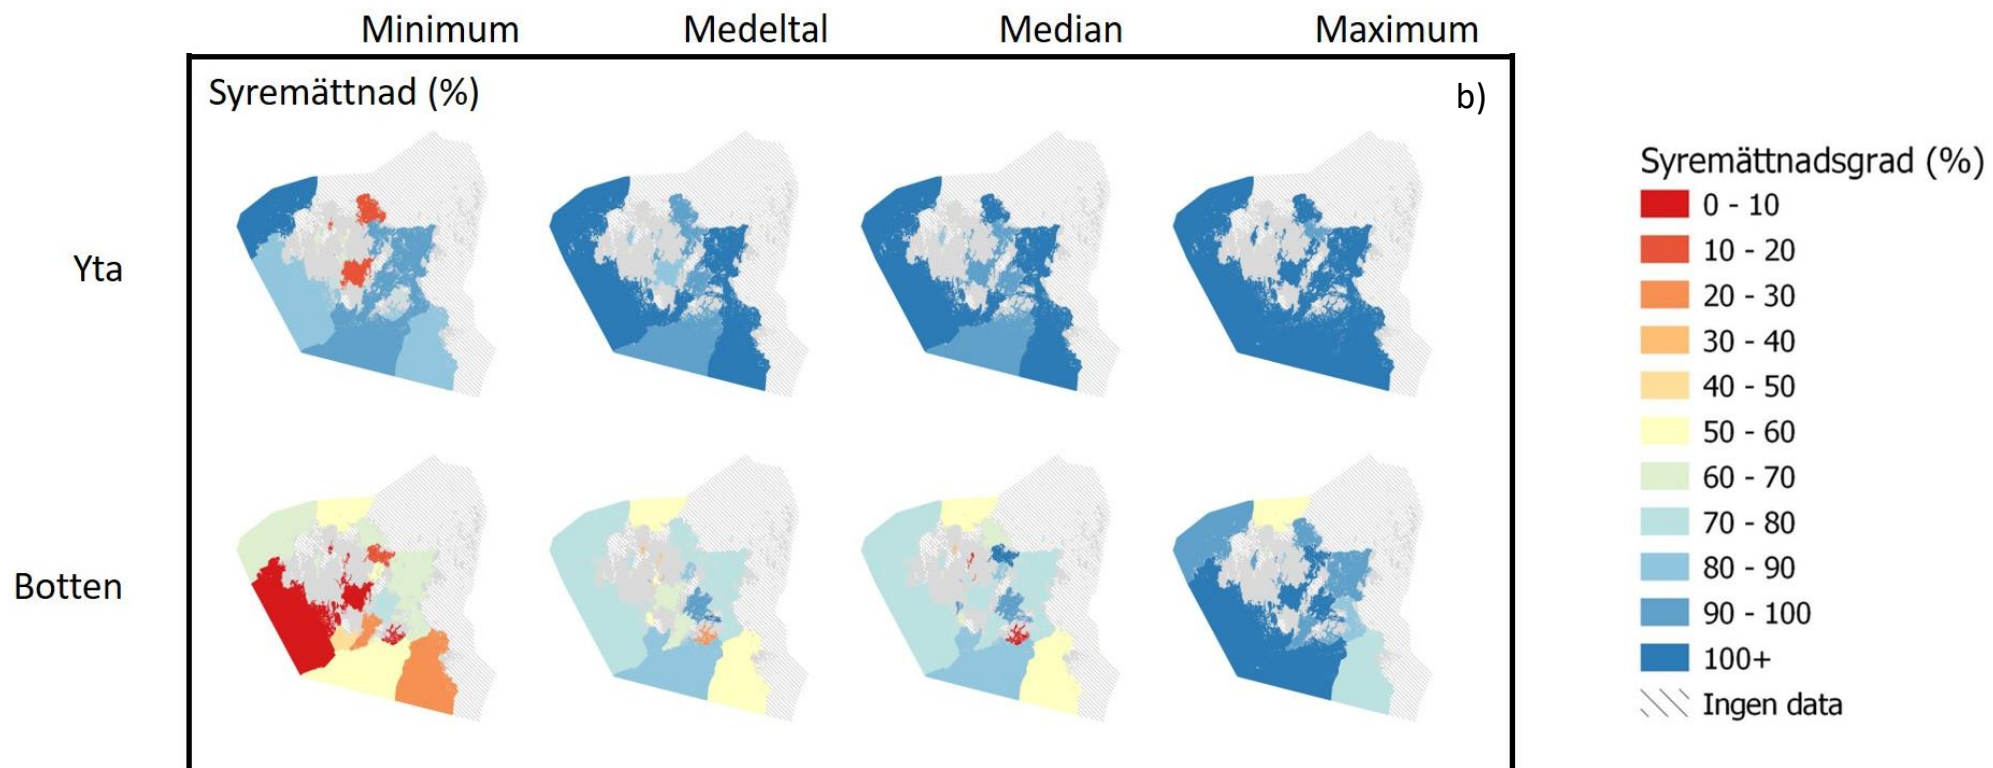 Minimum Medeltal Median Maximum
Syremättnad (%) b)
Yta
Botten
Syremättnadsgrad (%)
0 - 10
10 - 20
20 - 30
30 - 40
40 - 50
50 - 60
60 - 70
70 - 80
80 - 90
90 - 100
100+
Ingen data